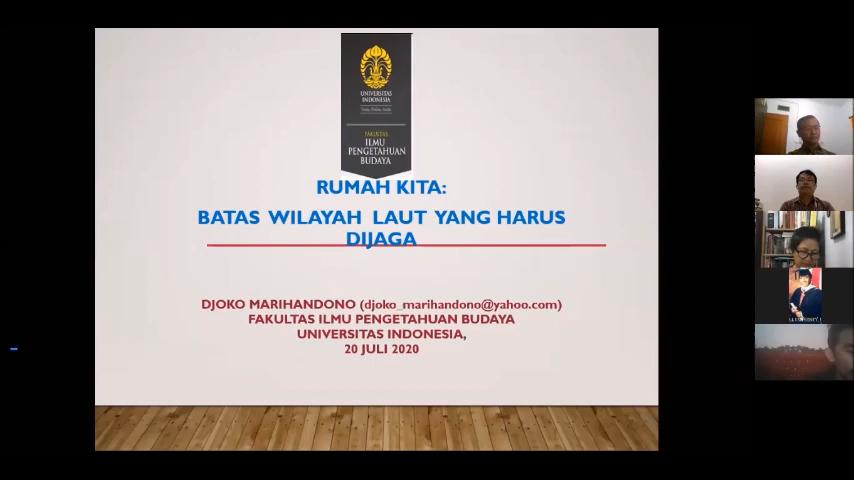 UNIVERSITAS
INDONESIA
FAKULTAS
ILMU
PENGETAHUAN
BUDAYA
RUMAH KITA:
BATAS WILAYAH LAUT YANG HARUS
DIJAGA
DJOKO MARIHANDONO (djoko_marihandono@yahoo.com)
FAKULTAS ILMU PENGETAHUAN BUDAYA
UNIVERSITAS INDONESIA,
20 JULI 2020